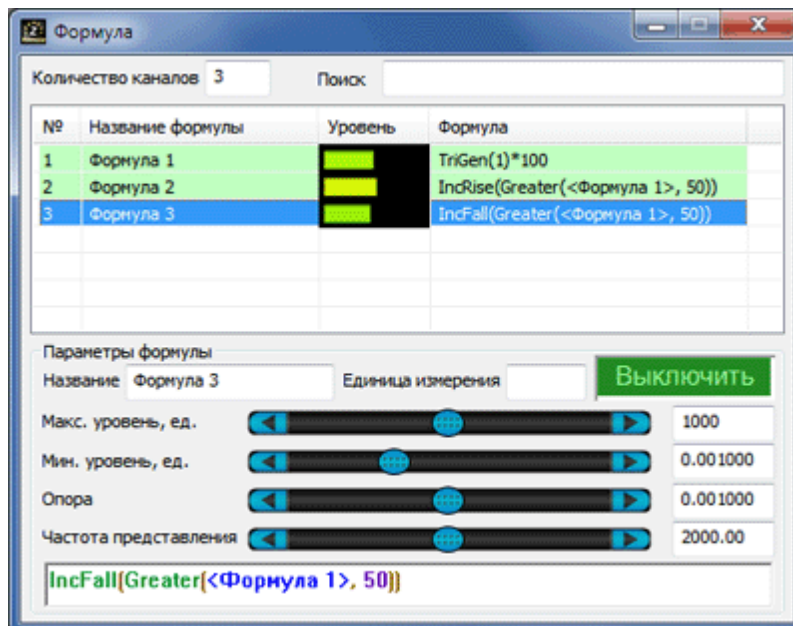 Формула
Количество каналов 3 Поиск
№ Название формулы Уровень Формула
1 Формула 1 TriGen(1)*100
2 Формула 2 IncRise(Greater(<Формула 1>, 50))
3 Формула 3 IncFall(Greater(<Формула 1>, 50))
Параметры формулы
Название Формула 3 Единица измерения Выключить
Макс. уровень, ед. 1000
Мин. уровень, ед. 0.001000
Опора 0.001000
Частота представления 2000.00
IncFall(Greater(<Формула 1>, 50))